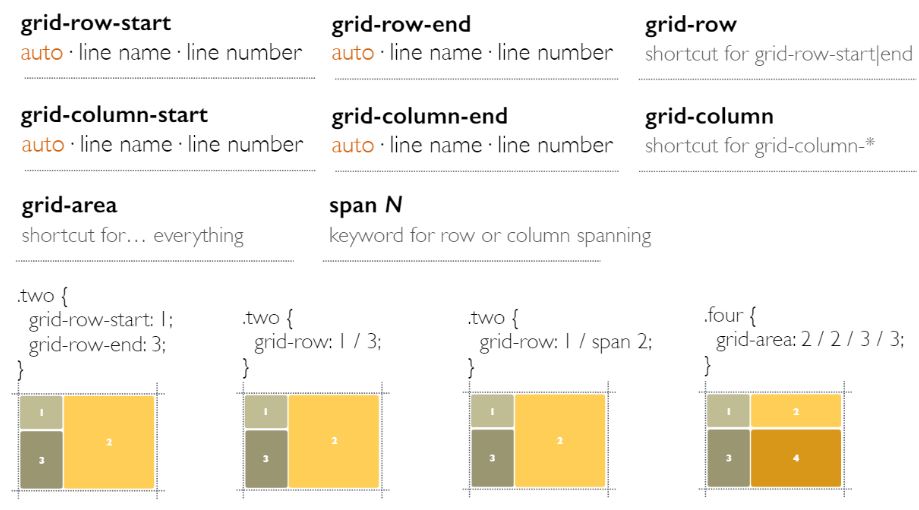 grid-row-start
auto · line name · line number
grid-row-end
auto · line name · line number
grid-row
shortcut for grid-row-start|end
grid-column-start
auto · line name · line number
grid-column-end
auto · line name · line number
grid-column
shortcut for grid-column-*
grid-area
shortcut for… everything
span N
keyword for row or column spanning
.two {
grid-row-start: 1;
grid-row-end: 3;
}
1
2
3
.two {
grid-row: 1 / 3;
}
1
2
3
.two {
grid-row: 1 / span 2;
}
1
2
3
.four {
grid-area: 2 / 2 / 3 / 3;
}
1
2
3
4